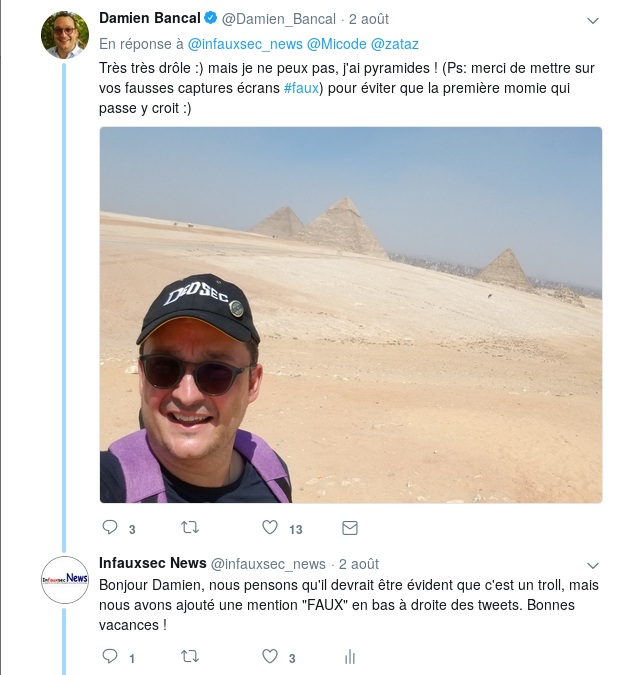 Damien Bancal @Damien_Bancal · 2 août
En réponse à @infauxsec_news @Micode @zataz
Très très drôle :) mais je ne peux pas, j'ai pyramides ! (Ps: merci de mettre sur
vos fausses captures écrans #faux) pour éviter que la première momie qui
passe y croit :)
DEDSEC
3 13
Infauxsec News @infauxsec_news · 2 août
Infauxsec News
Bonjour Damien, nous pensons qu'il devrait être évident que c'est un troll, mais
nous avons ajouté une mention "FAUX" en bas à droite des tweets. Bonnes
vacances !
1 3